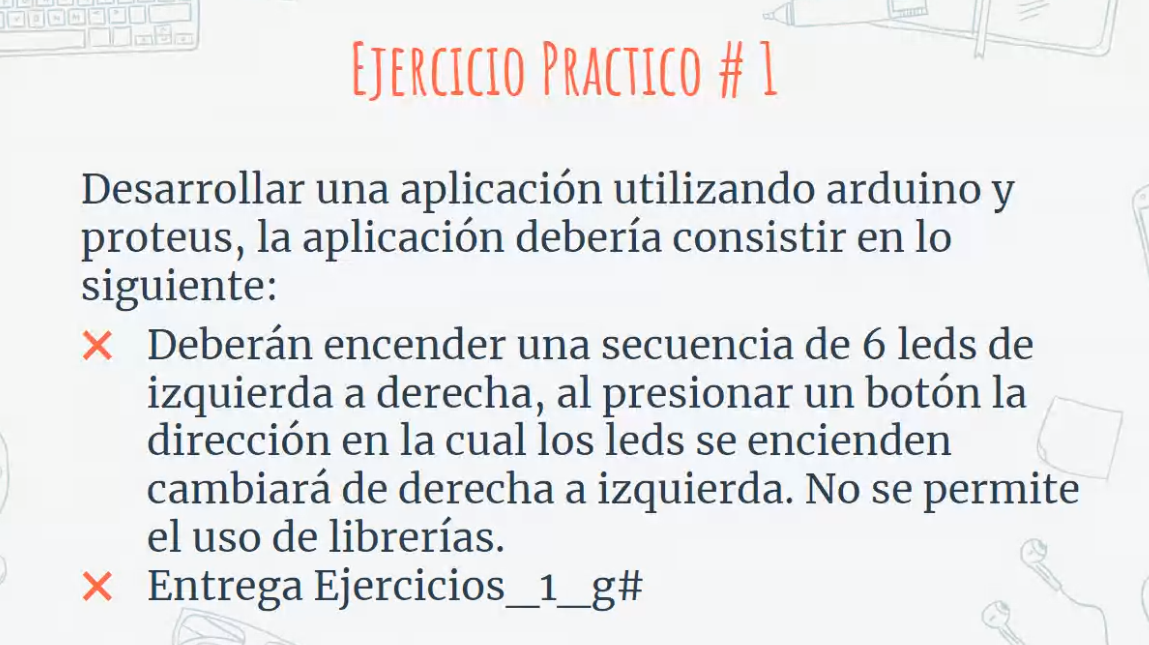 Ejercicio Practico # 1
Desarrollar una aplicación utilizando arduino y
proteus, la aplicación debería consistir en lo
siguiente:
× Deberán encender una secuencia de 6 leds de
izquierda a derecha, al presionar un botón la
dirección en la cual los leds se encienden
cambiará de derecha a izquierda. No se permite
el uso de librerías.
× Entrega Ejercicios_1_g#